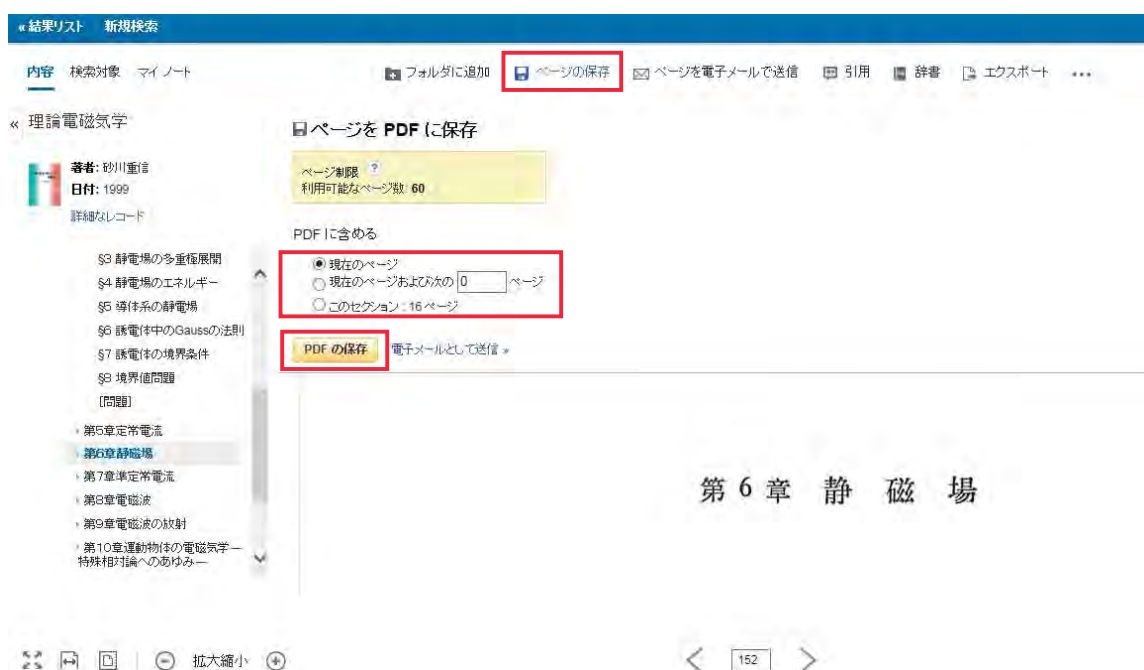 «結果リスト 新規検索
内容 検索対象 マイ ノート
フォルダに追加 ページの保存 ページを電子メールで送信 引用 辞書 エクスポート ...
« 理論電磁気学
著者: 砂川重信
日付: 1999
詳細なレコード
§3 静電場の多重極展開
§4 静電場のエネルギー
§5 導体系の静電場
§6 誘電体中のGaussの法則
§7 誘電体の境界条件
§8 境界値問題
[問題]
第5章定常電流
第6章静磁場
第7章準定常電流
第8章電磁波
第9章電磁波の放射
第10章運動物体の電磁気学ー
特殊相対論へのあゆみー
ページを PDF に保存
ページ制限 ?
利用可能なページ数: 60
PDF に含める
現在のページ
現在のページおよび次の 0 ページ
このセクション : 16 ページ
PDF の保存 電子メールとして送信 »
第 6 章 静 磁 場
拡大縮小
152